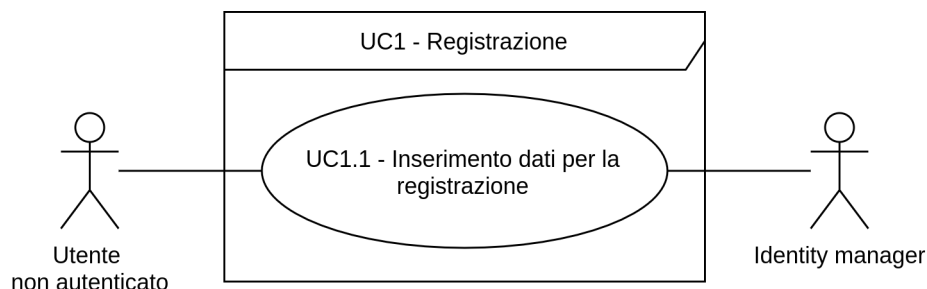 UC1 - Registrazione
UC1.1 - Inserimento dati per la
registrazione
Utente
non autenticato
Identity manager